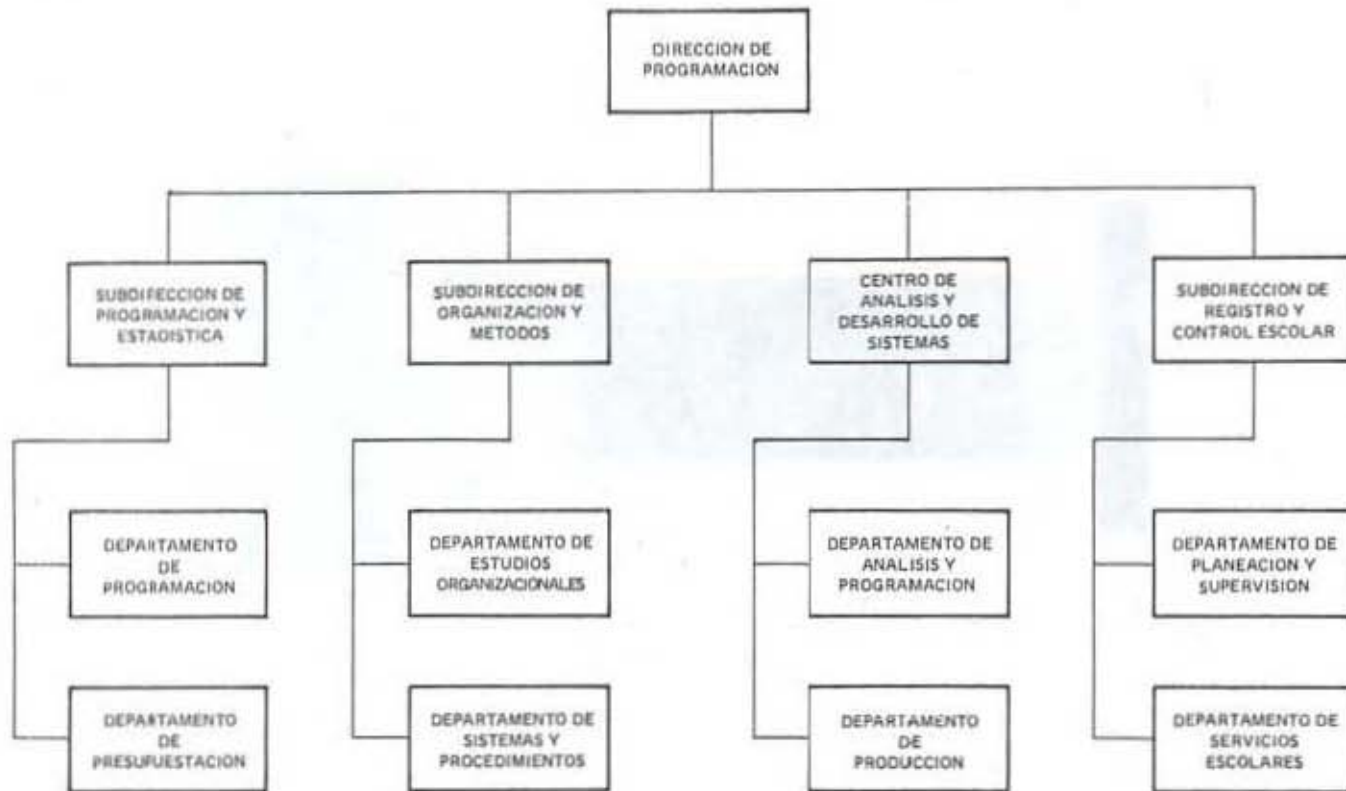 DIRECCION DE
PROGRAMACION
SUBDIFECCION DE
PROGRAMACION Y
ESTADISTICA
SUBDIRECCION DE
ORGANIZACION Y
METODOS
CENTRO DE
ANALISIS Y
DESARROLLO DE
SISTEMAS
SUBDIRECCION DE
REGISTRO Y
CONTROL ESCOLAR
DEPARTAMENTO
DE
PROGRAMACION
DEPARTAMENTO DE
ESTUDIOS
ORGANIZACIONALES
DEPARTAMENTO DE
ANALISIS Y
PROGRAMACION
DEPARTAMENTO DE
PLANEACION Y
SUPERVISION
DEPARTAMENTO
DE
PRESUFUESTACION
DEPARTAMENTO DE
SISTEMAS Y
PROCEDIMIENTOS
DEPARTAMENTO
DE
PRODUCCION
DEPARTAMENTO DE
SERVICIOS
ESCOLARES